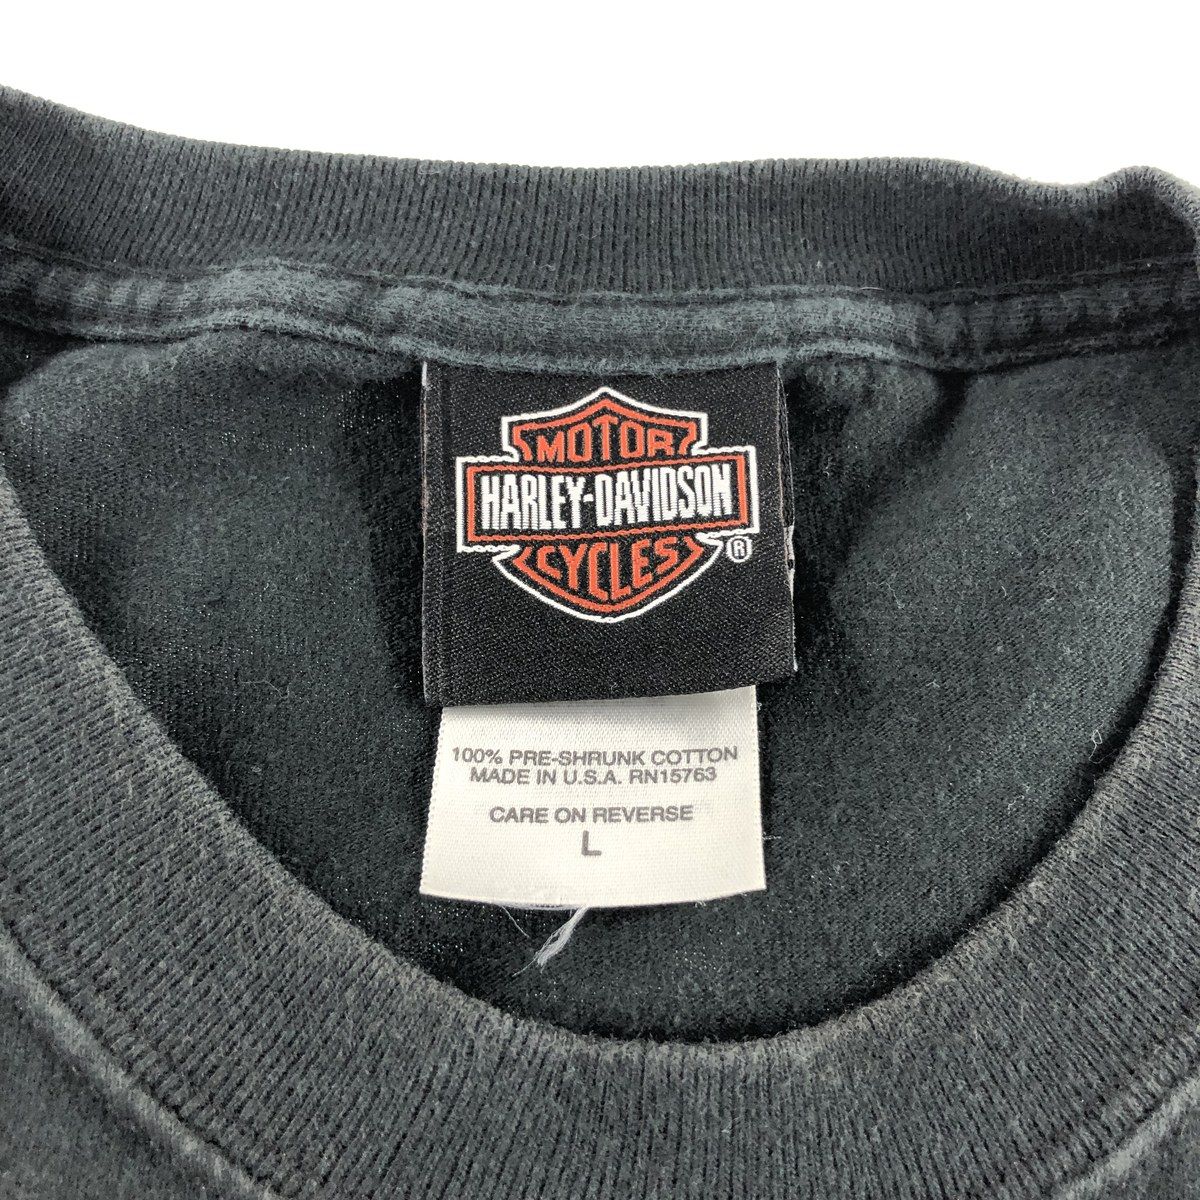 MOTOR
HARLEY-DAVIDSON
CYCLES
®
100% PRE-SHRUNK COTTON
MADE IN U.S.A. RN15763
CARE ON REVERSE
L